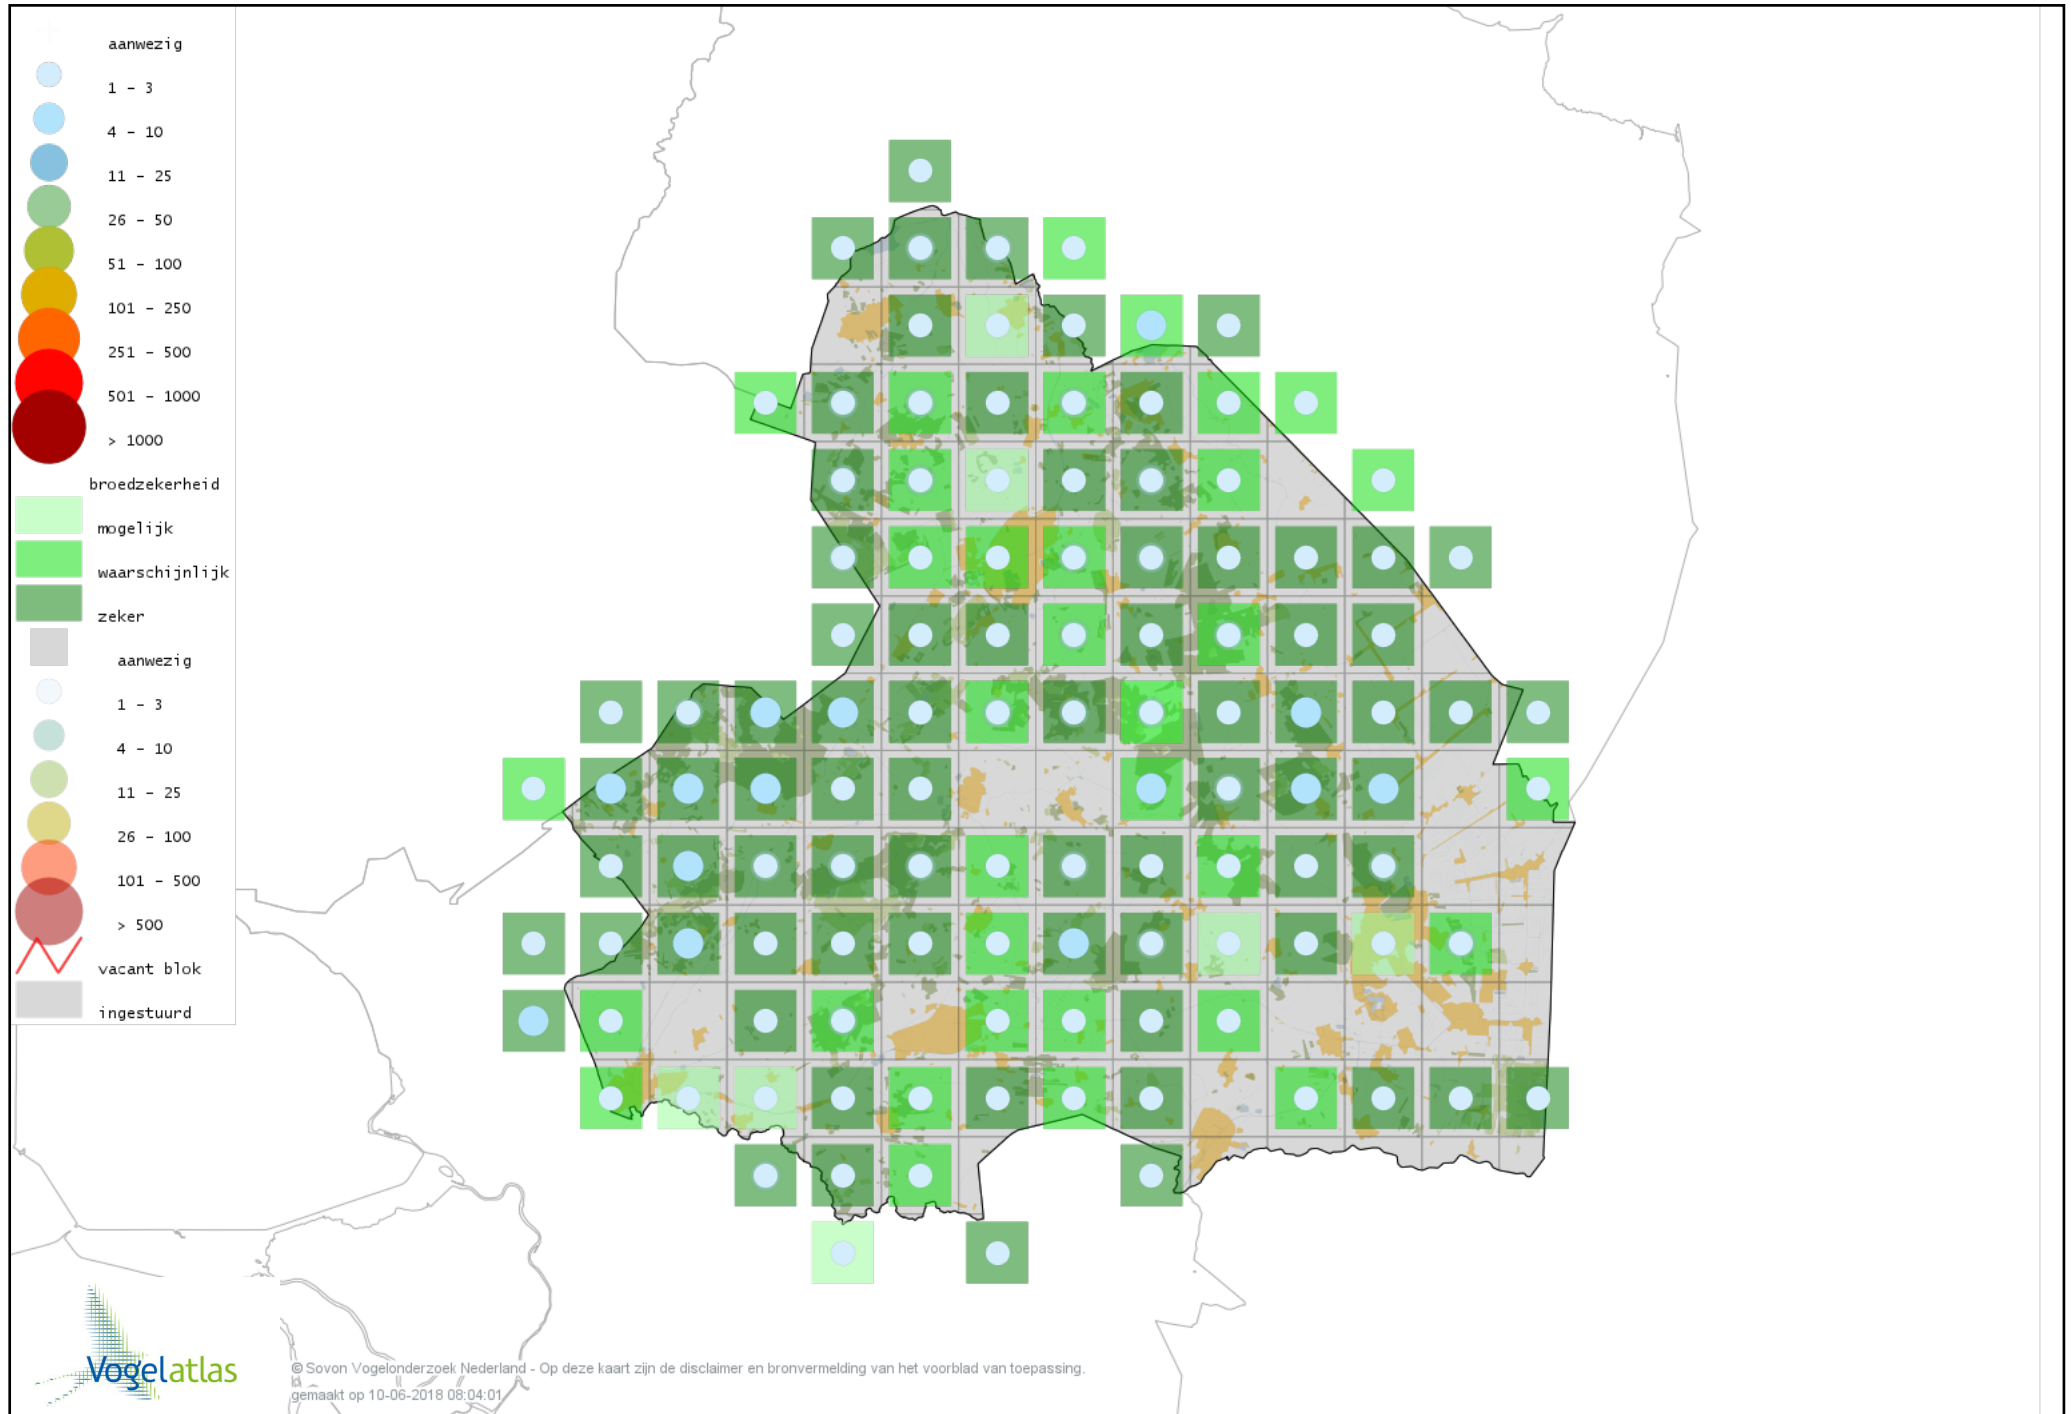 aanwezig
1 - 3
4 - 10
11 - 25
26 - 50
51 - 100
101 - 250
251 - 500
501 - 1000
> 1000
broedzekerheid
mogelijk
waarschijnlijk
zeker
aanwezig
1 - 3
4 - 10
11 - 25
26 - 100
101 - 500
> 500
vacant blok
ingestuurd
Vogelatlas
© Sovon Vogelonderzoek Nederland - Op deze kaart zijn de disclaimer en bronvermelding van het voorblad van toepassing.
gemaakt op 10-06-2018 08:04:01